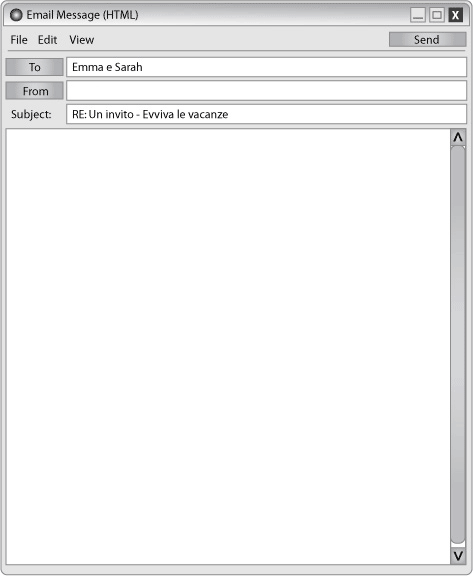 Email Message (HTML)
X
File Edit View
Send
To Emma e Sarah
From
Subject: RE: Un invito - Evviva le vacanze